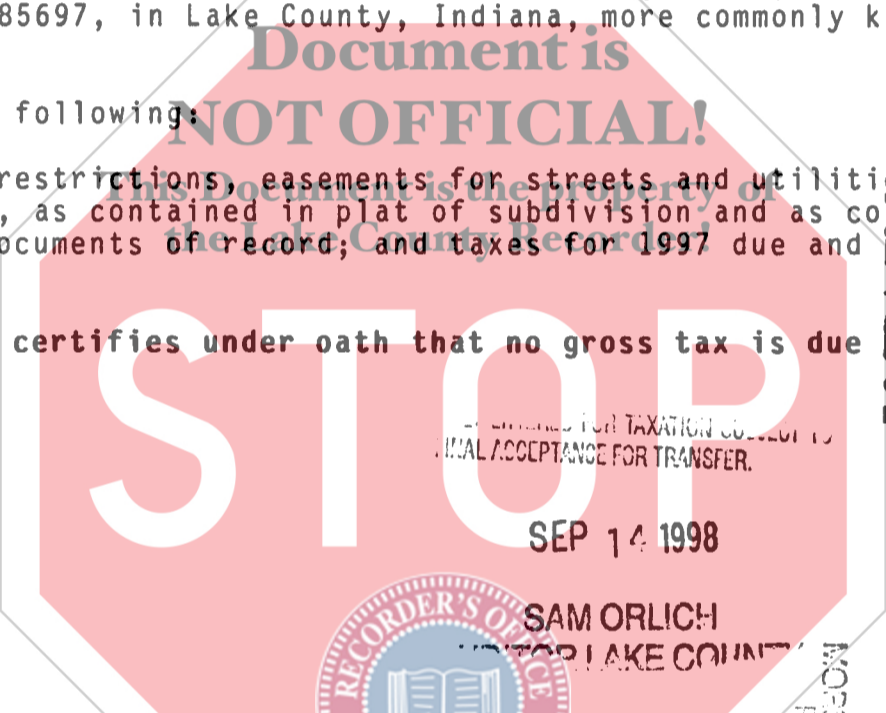 85697, in Lake County, Indiana, more commonly k
Document is
following:
NOT OFFICIAL!
restrictions, easements for streets and utiliti
This Document is the property of
, as contained in plat of subdivision and as co
the Lake County Recorder!
ocuments of record; and taxes for 1997 due and
certifies under oath that no gross tax is due
STOP
FOR TAXATION
ACCEPTANCE FOR TRANSFER.
SEP 14 1998
SAM ORLICH
LAKE COUNTY
RECORDER'S OFFICE